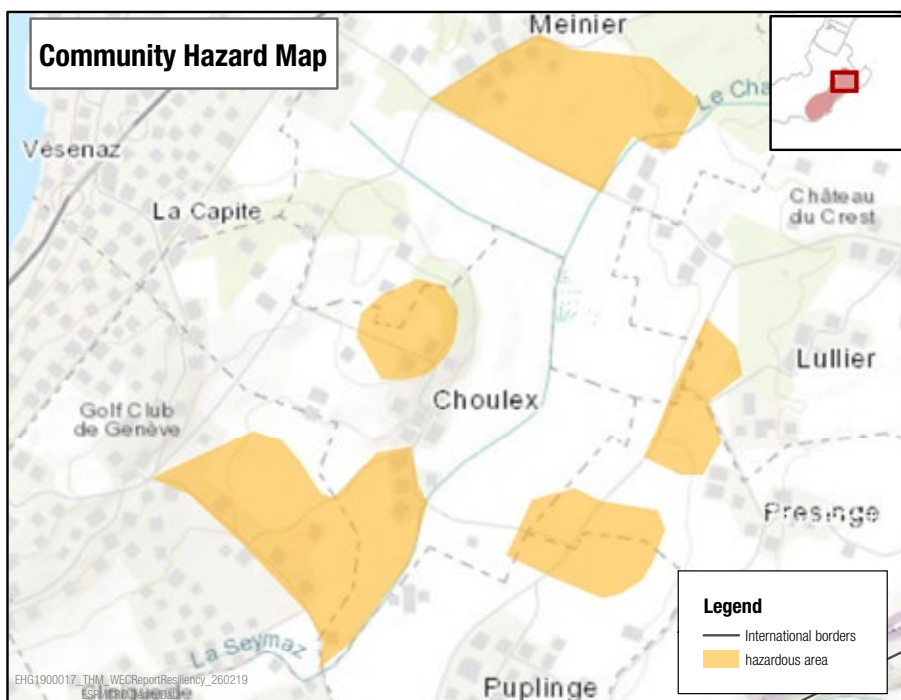 Community Hazard Map
Meinier
Le Cha
Vésenaz
La Capite
Château
du Crest
Lullier
Choulex
Golf Club
de Genève
Presinge
Legend
International borders
hazardous area
La Seymaz
EHG1900017_THM_WECReportResiliency_260219
Puplinge